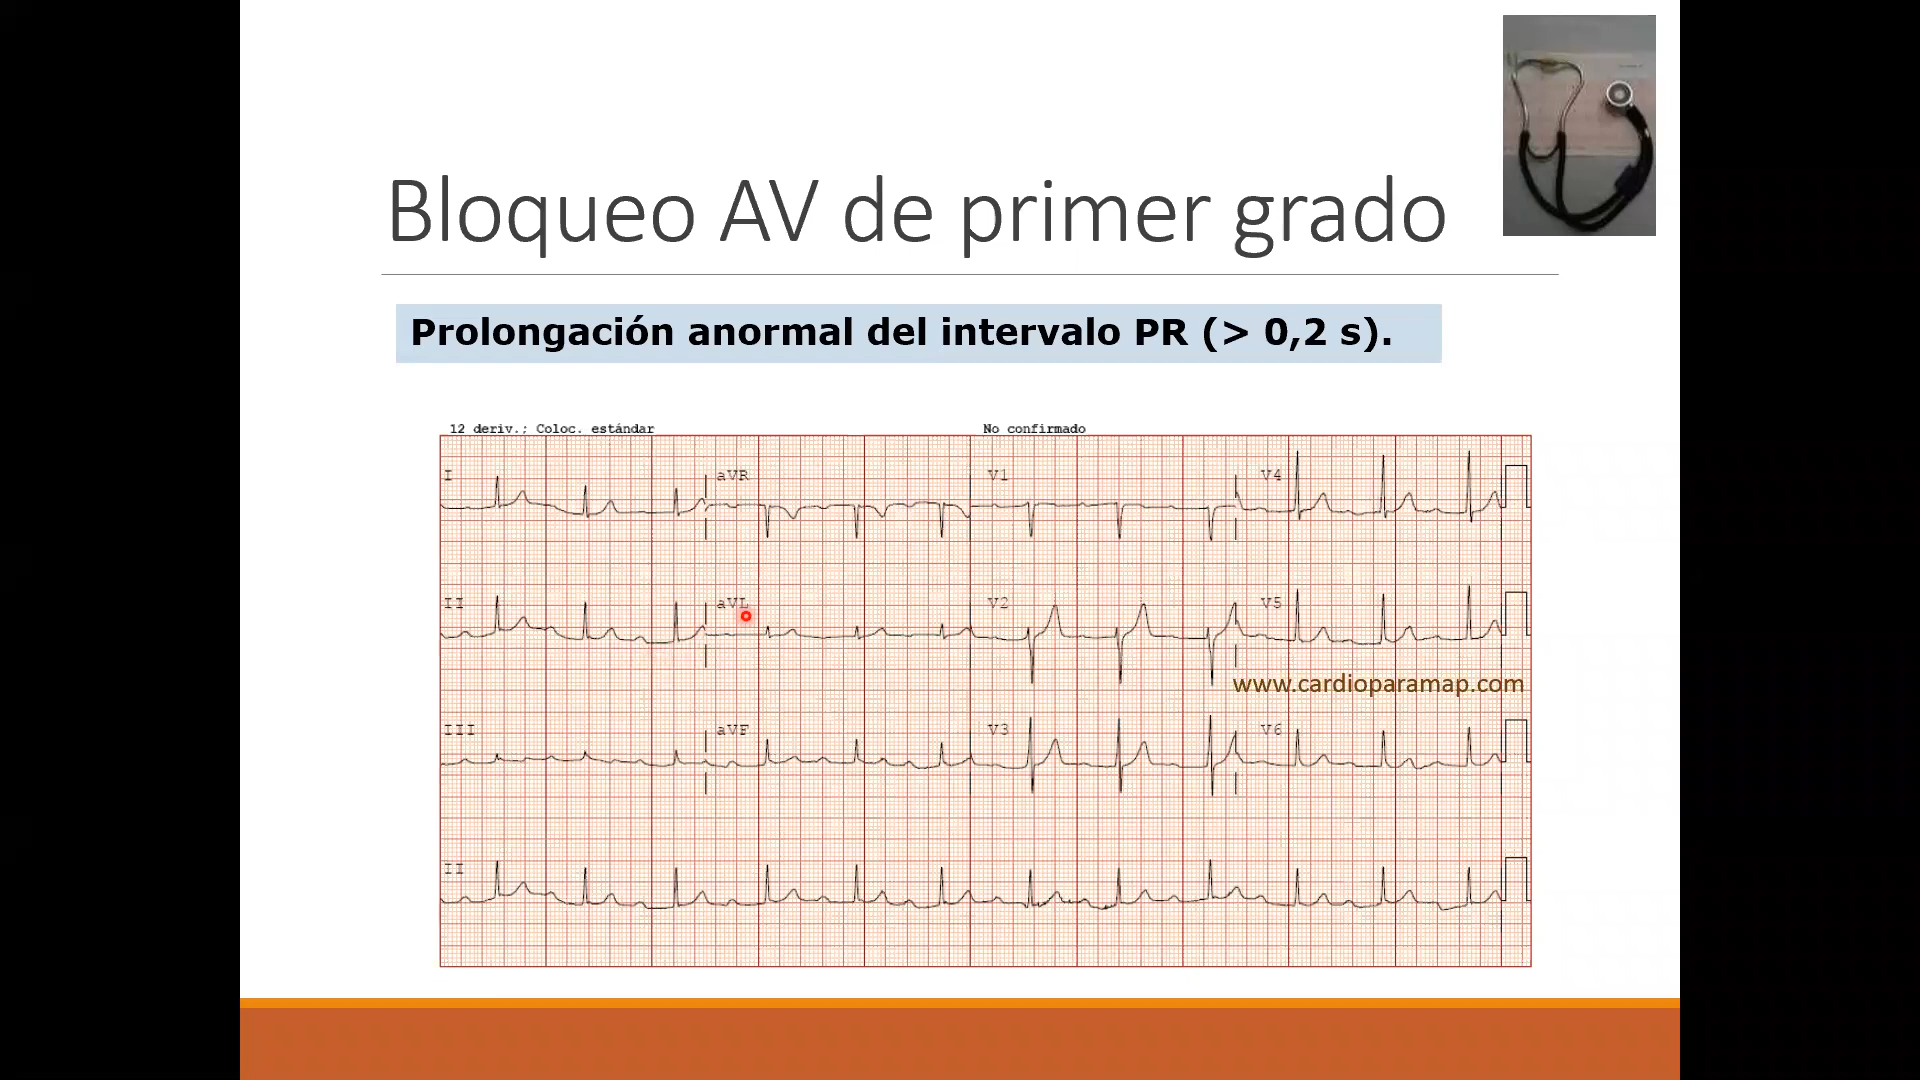 Bloqueo AV de primer grado
Prolongación anormal del intervalo PR (> 0,2 s).
12 deriv.; Coloc. estándar
No confirmado
I
aVR
V1
V4
II
aVL
V2
V5
www.cardioparamap.com
III
aVF
V3
V6
II